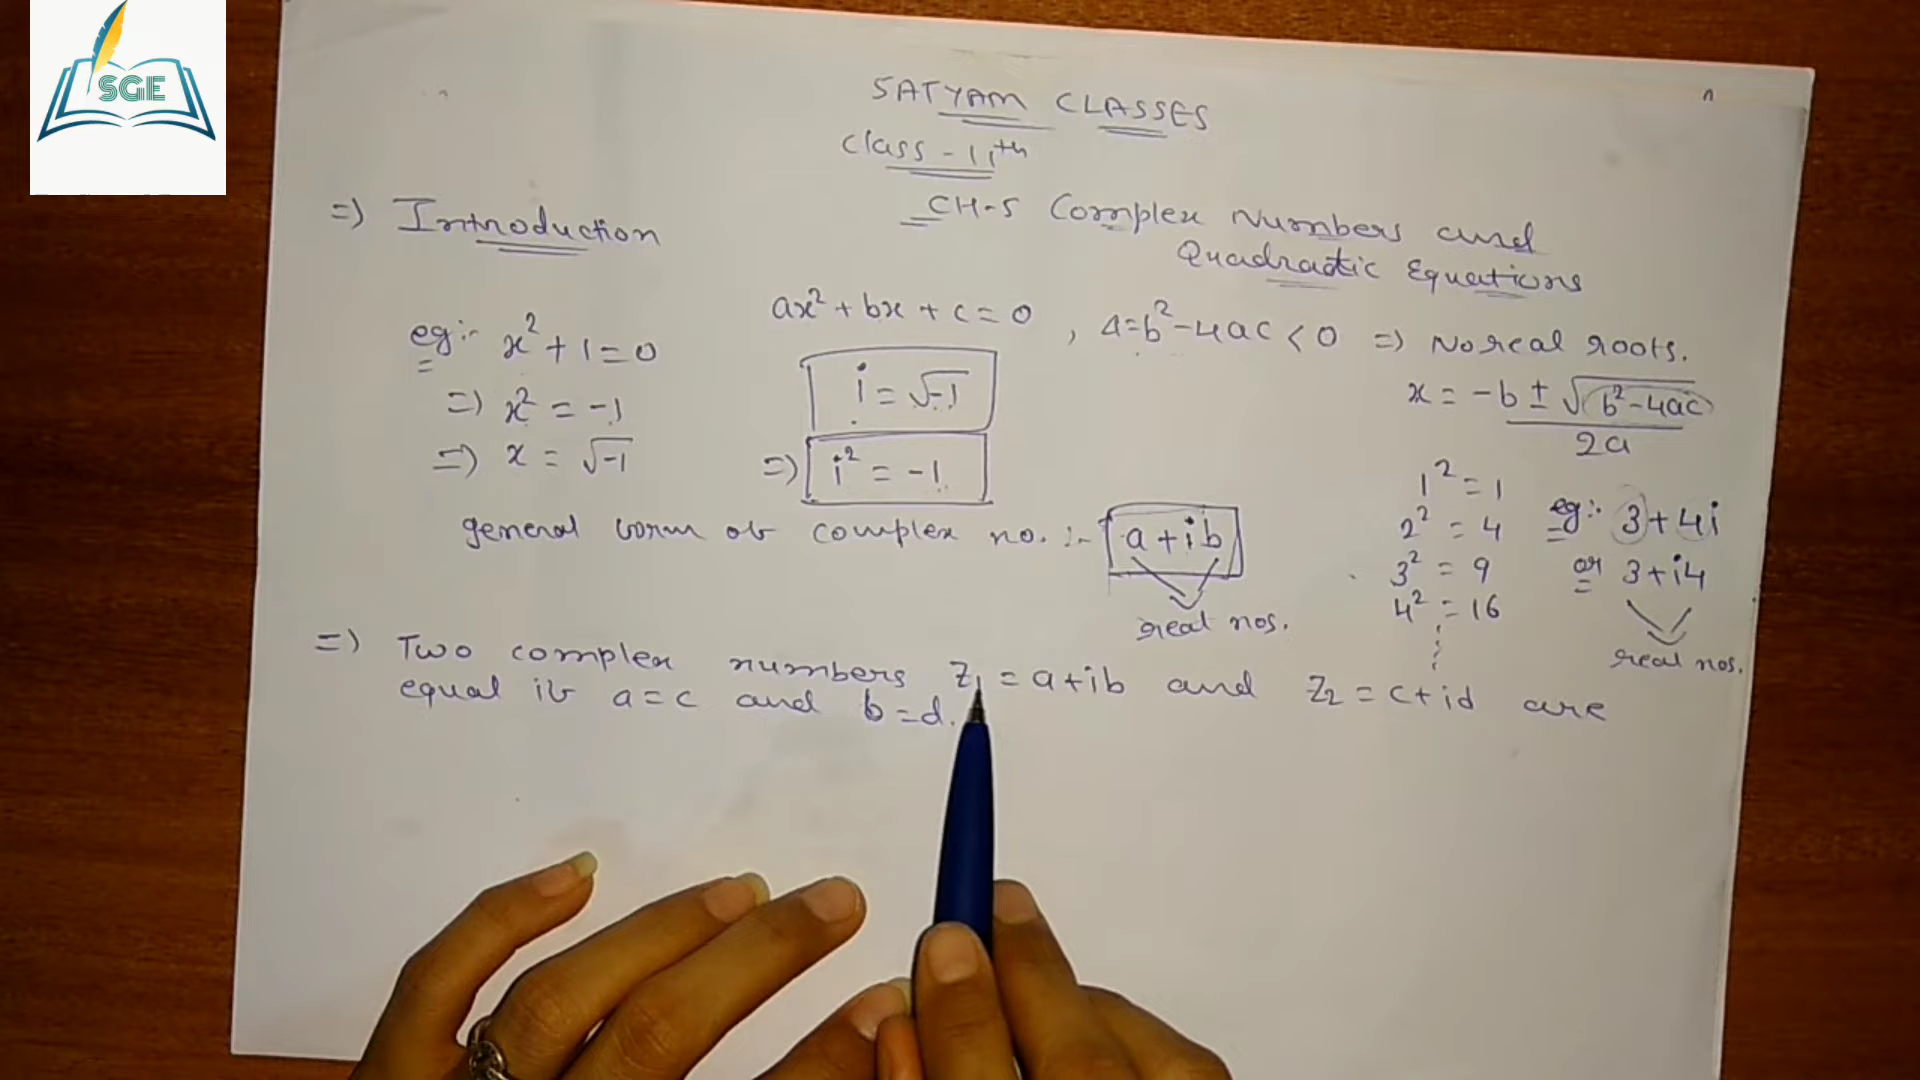 SGE
SATYAM CLASSES
Class - 11th
CH-5 Complex Numbers and
Quadratic Equations
=) Introduction
ax² + bx + c = 0 , Δ=b²-4ac < 0 =) No real roots.
eg:- x² + 1 = 0
=) x² = -1
=) x = √-1
i = √-1
=) i² = -1
x = -b ± √b²-4ac
2a
1² = 1
2² = 4
3² = 9
4² = 16
eg:- 3+4i
or 3+i4
real nos.
general form of complex no. :- a+ib
real nos.
=) Two complex numbers Z₁ = a+ib and Z₂ = c+id are
equal if a=c and b=d.